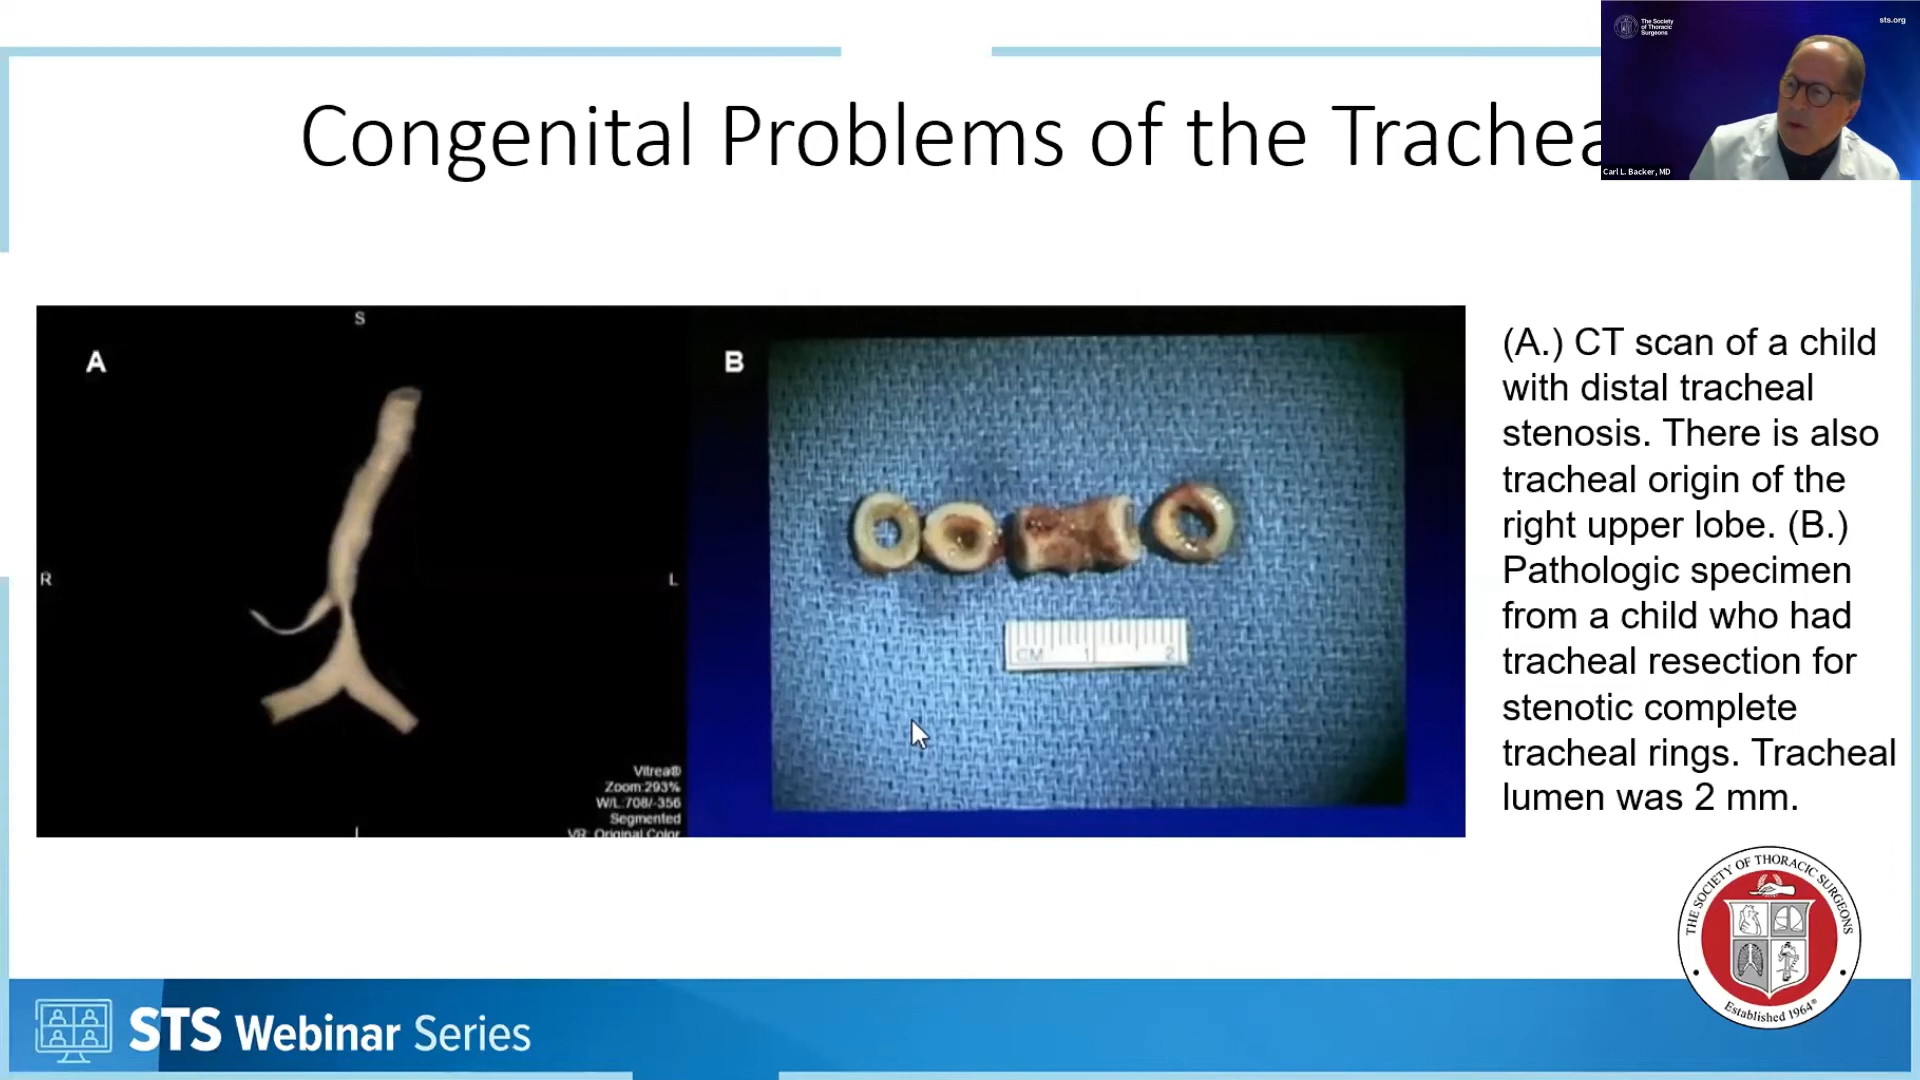 The Society
of Thoracic
Surgeons
sts.org
Carl L. Backer, MD
Congenital Problems of the Trachea
A
S
R
L
Vitrea®
Zoom:293%
W/L:708/-356
Segmented
VR: Original Color
I
B
CM 1 2
(A.) CT scan of a child
with distal tracheal
stenosis. There is also
tracheal origin of the
right upper lobe. (B.)
Pathologic specimen
from a child who had
tracheal resection for
stenotic complete
tracheal rings. Tracheal
lumen was 2 mm.
THE SOCIETY OF THORACIC SURGEONS
Established 1964®
STS Webinar Series